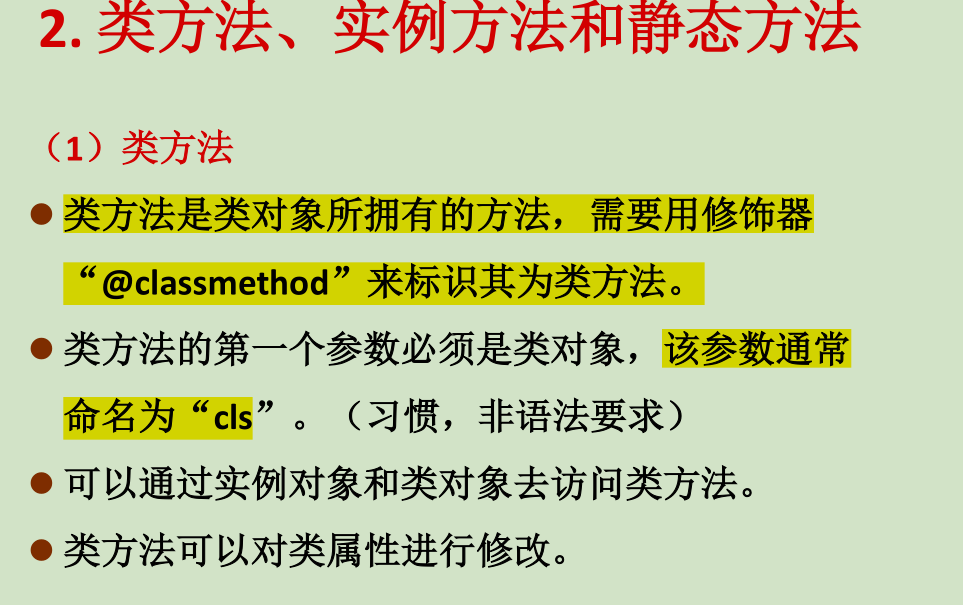 2. 类方法、实例方法和静态方法
（1）类方法
● 类方法是类对象所拥有的方法，需要用修饰器
“@classmethod”来标识其为类方法。
● 类方法的第一个参数必须是类对象，该参数通常
命名为“cls”。（习惯，非语法要求）
● 可以通过实例对象和类对象去访问类方法。
● 类方法可以对类属性进行修改。